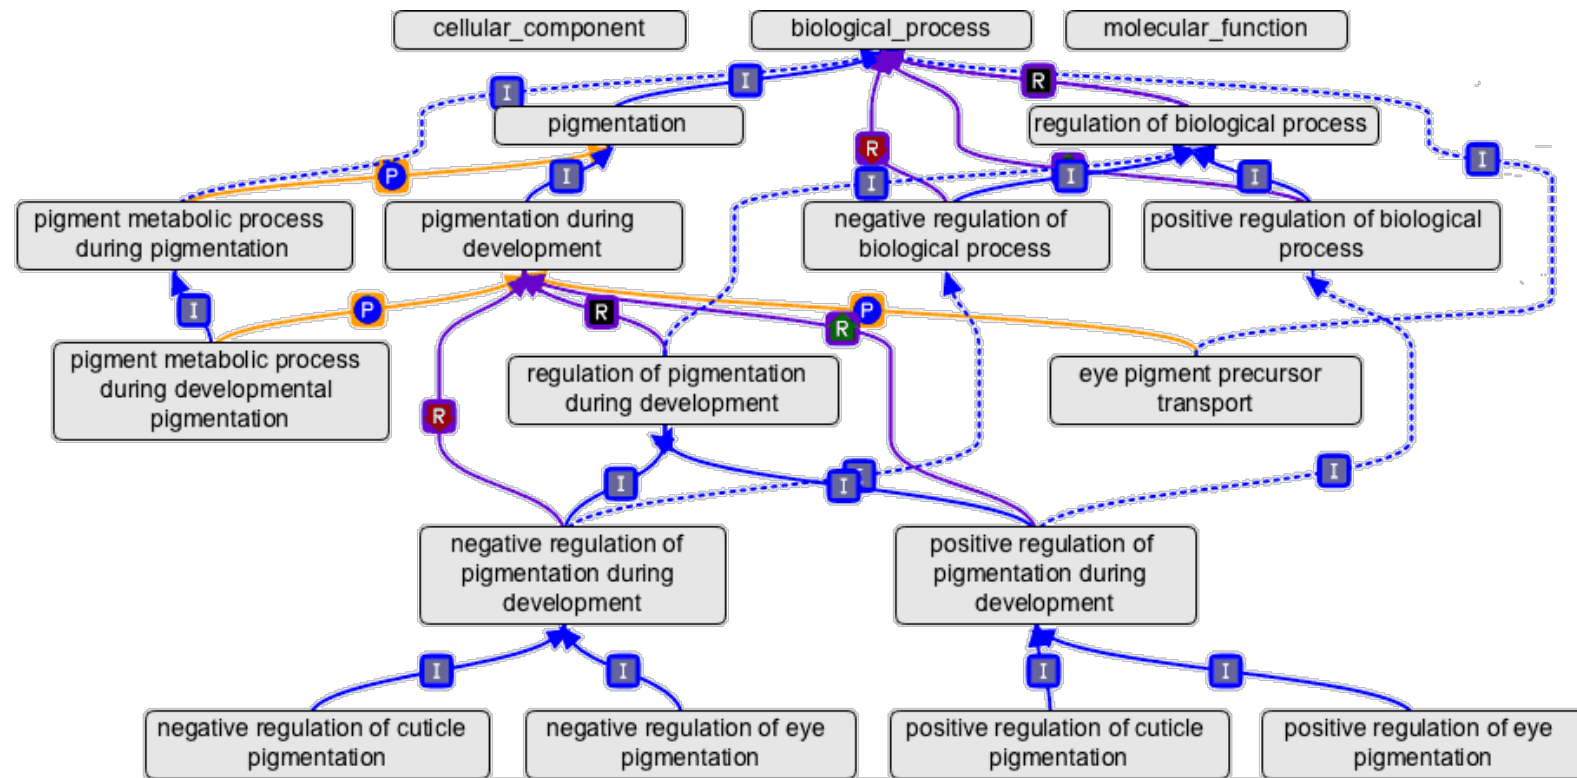 cellular_component
biological_process
molecular_function
R
I
I
pigmentation
regulation of biological process
R
I
P
I
I
I
I
pigment metabolic process
during pigmentation
pigmentation during
development
negative regulation of
biological process
positive regulation of biological
process
I
P
R
P
R
pigment metabolic process
during developmental
pigmentation
regulation of pigmentation
during development
eye pigment precursor
transport
R
I
I
I
negative regulation of
pigmentation during
development
positive regulation of
pigmentation during
development
I
I
I
I
negative regulation of cuticle
pigmentation
negative regulation of eye
pigmentation
positive regulation of cuticle
pigmentation
positive regulation of eye
pigmentation